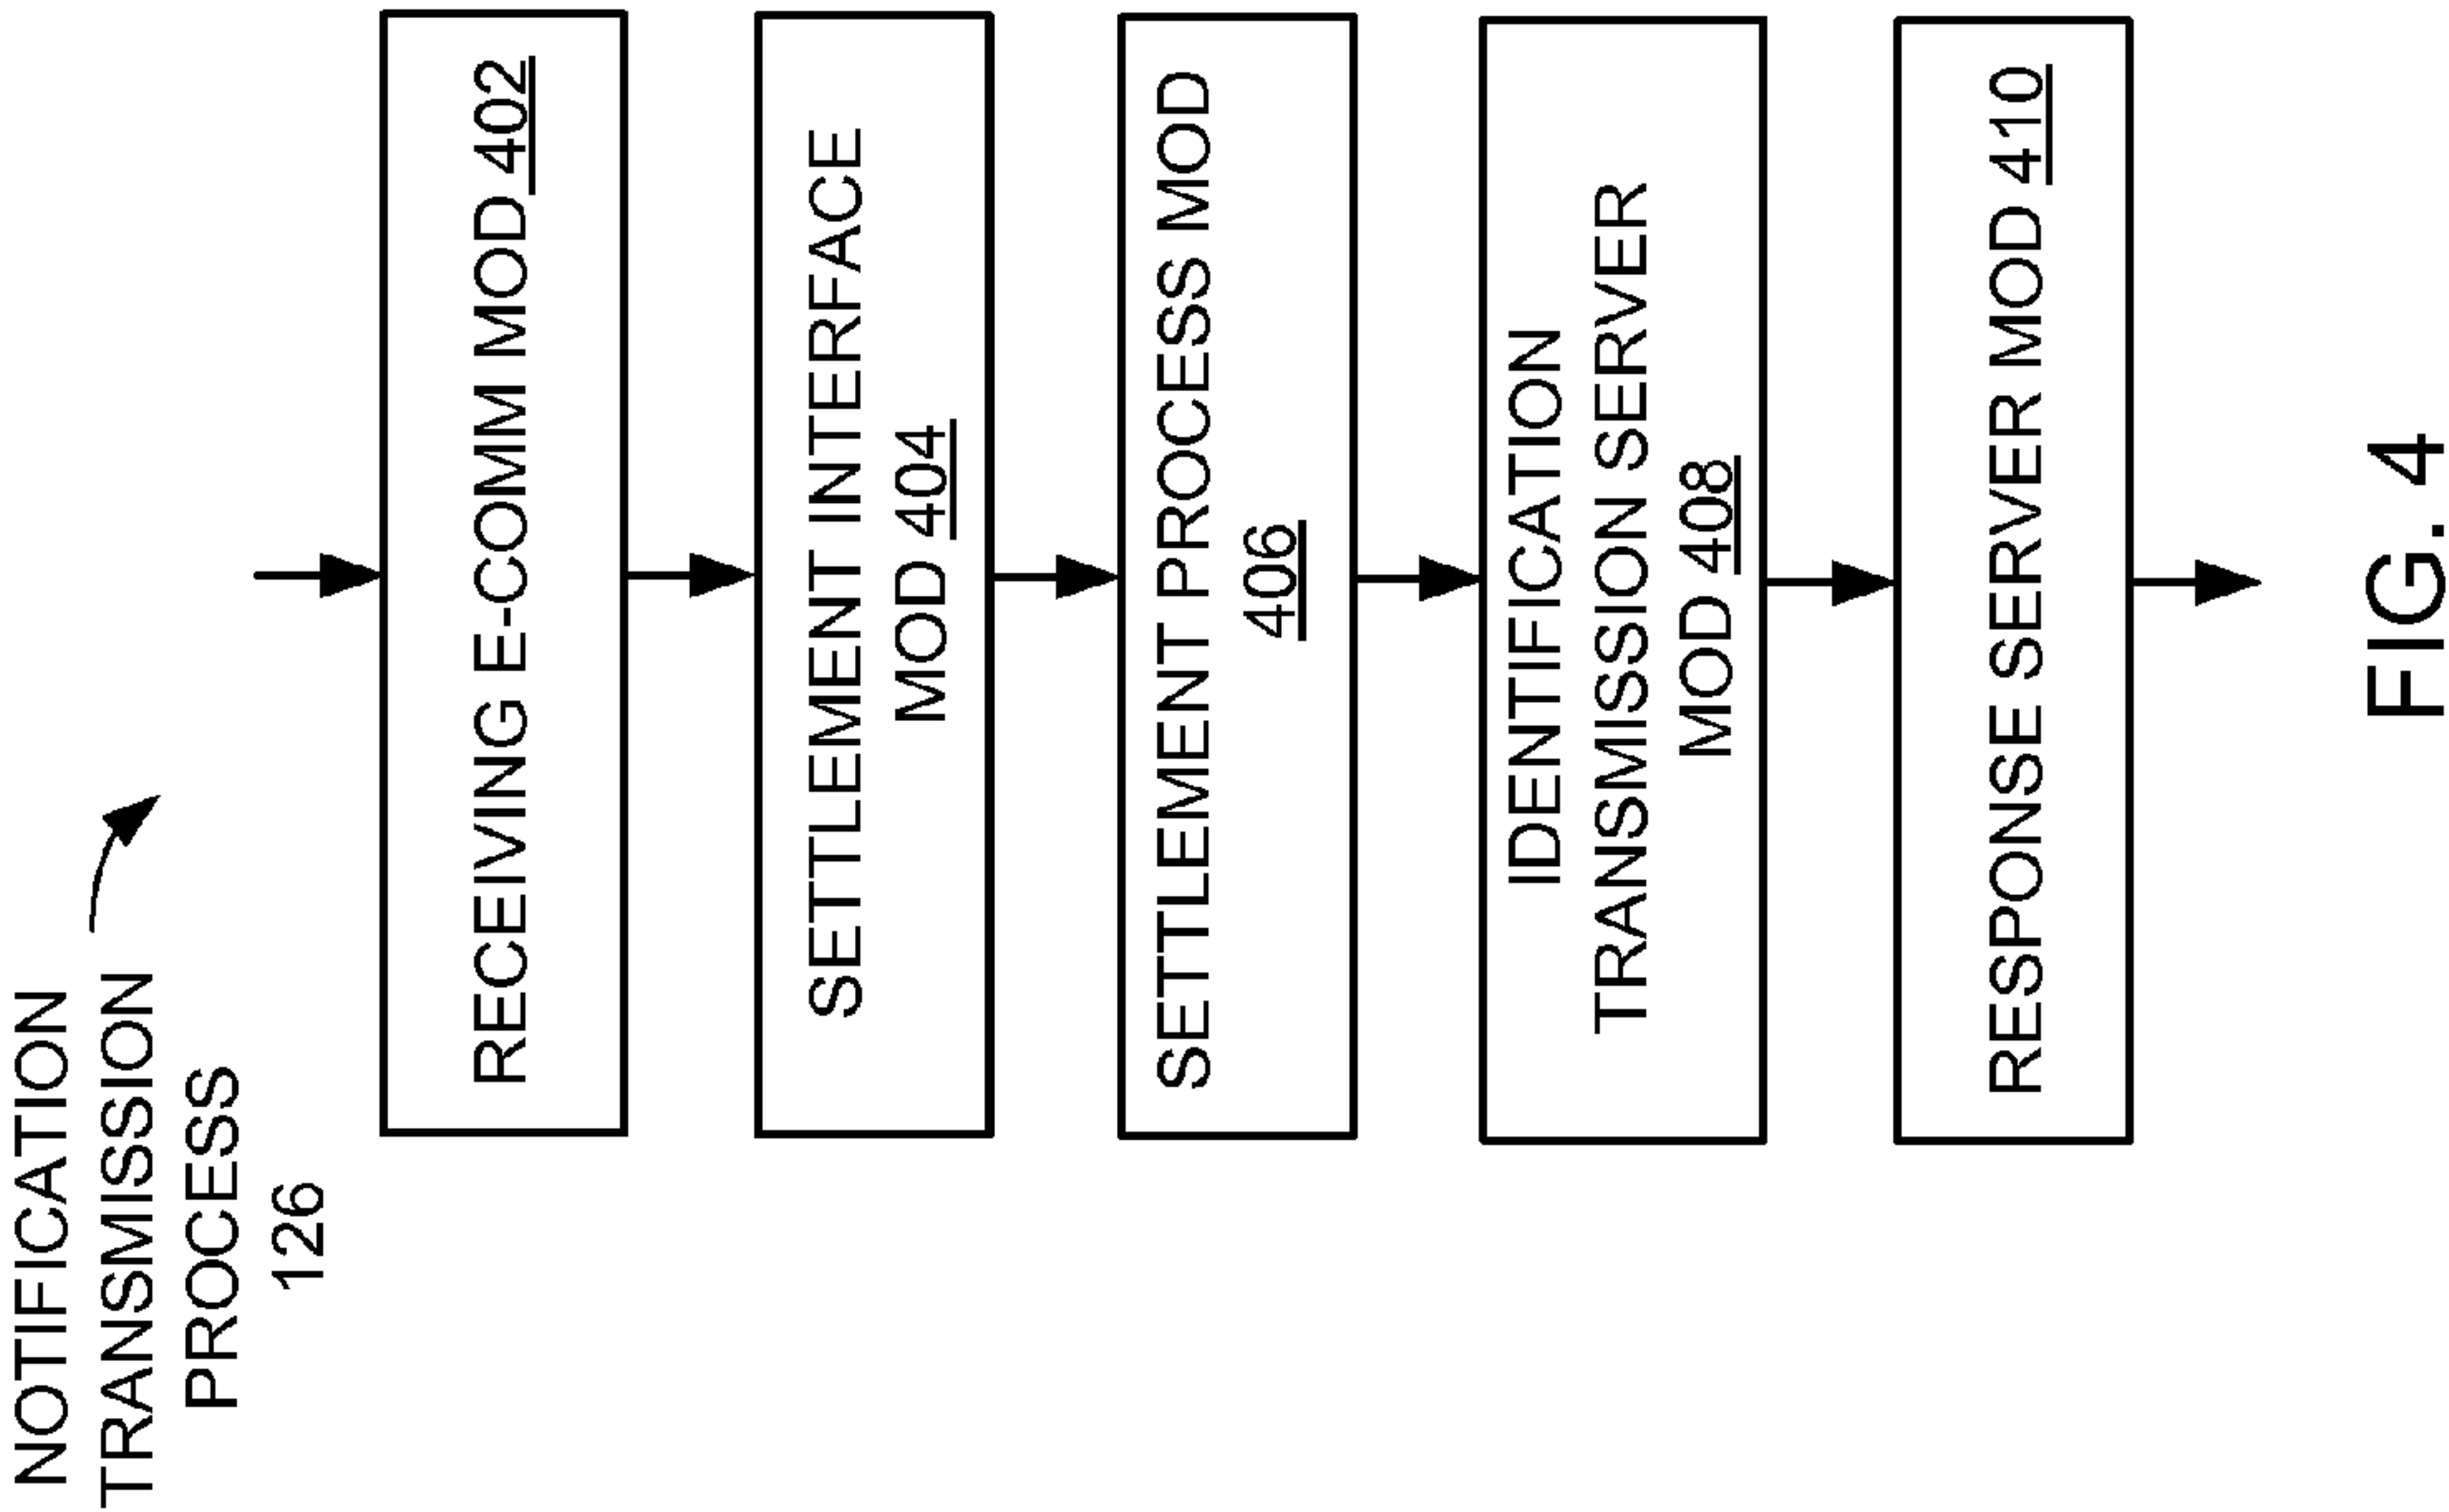 NOTIFICATION
TRANSMISSION
PROCESS
126
RECEIVING E-COMM MOD 402
SETTLEMENT INTERFACE
MOD 404
SETTLEMENT PROCESS MOD
406
IDENTIFICATION
TRANSMISSION SERVER
MOD 408
RESPONSE SERVER MOD 410
FIG. 4